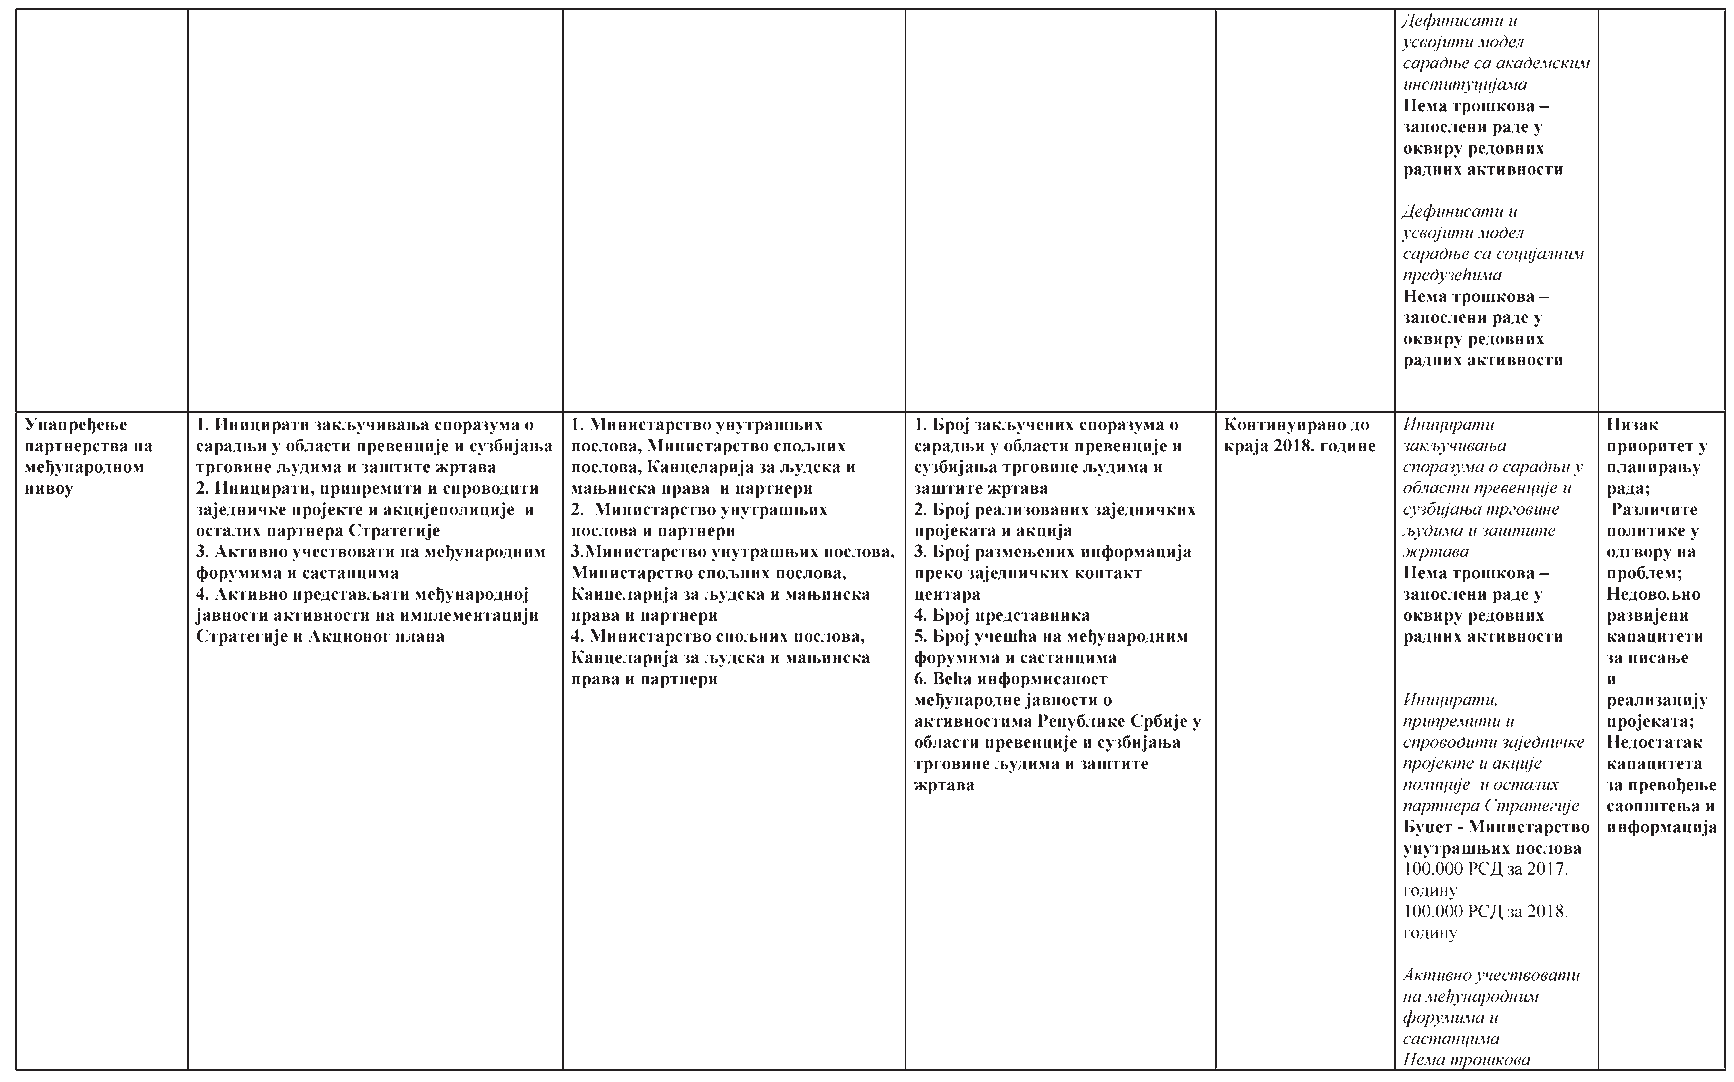 Дефинисати и
усвојити модел
сарадње са академским
институцијама
Нема трошкова –
запослени раде у
оквиру редовних
радних активности
Дефинисати и
усвојити модел
сарадње са социјалним
предузећима
Нема трошкова –
запослени раде у
оквиру редовних
радних активности
Унапређење
партнерства на
међународном
нивоу
1. Иницирати закључивања споразума о
сарадњи у области превенције и сузбијања
трговине људима и заштите жртава
2. Иницирати, припремити и спроводити
заједничке пројекте и акцијеполиције и
осталих партнера Стратегије
3. Активно учествовати на међународним
форумима и састанцима
4. Активно представљати међународној
јавности активности на имплементацији
Стратегије и Акционог плана
1. Министарство унутрашњих
послова, Министарство спољних
послова, Канцеларија за људска и
мањинска права и партнери
2. Министарство унутрашњих
послова и партнери
3.Министарство унутрашњих послова,
Министарство спољних послова,
Канцеларија за људска и мањинска
права и партнери
4. Министарство спољних послова,
Канцеларија за људска и мањинска
права и партнери
1. Број закључених споразума о
сарадњи у области превенције и
сузбијања трговине људима и
заштите жртава
2. Број реализованих заједничких
пројеката и акција
3. Број размењених информација
преко заједничких контакт
центара
4. Број представника
5. Број учешћа на међународним
форумима и састанцима
6. Већа информисаност
међународне јавности о
активностима Републике Србије у
области превенције и сузбијања
трговине људима и заштите
жртава
Континуирано до
краја 2018. године
Иницирати
закључивања
споразума о сарадњи у
области превенције и
сузбијања трговине
људима и заштите
жртава
Нема трошкова –
запослени раде у
оквиру редовних
радних активности
Иницирати,
припремити и
спроводити заједничке
пројекте и акције
полиције и осталих
партнера Стратегије
Буџет - Министарство
унутрашњих послова
100.000 РСД за 2017.
годину
100.000 РСД за 2018.
годину
Активно учествовати
на међународним
форумима и
састанцима
Нема трошкова
Низак
приоритет у
планирању
рада;
Различите
политике у
одгвору на
проблем;
Недовољно
развијени
капацитети
за писање
и
реализацију
пројеката;
Недостатак
капацитета
за превођење
саопштења и
информација